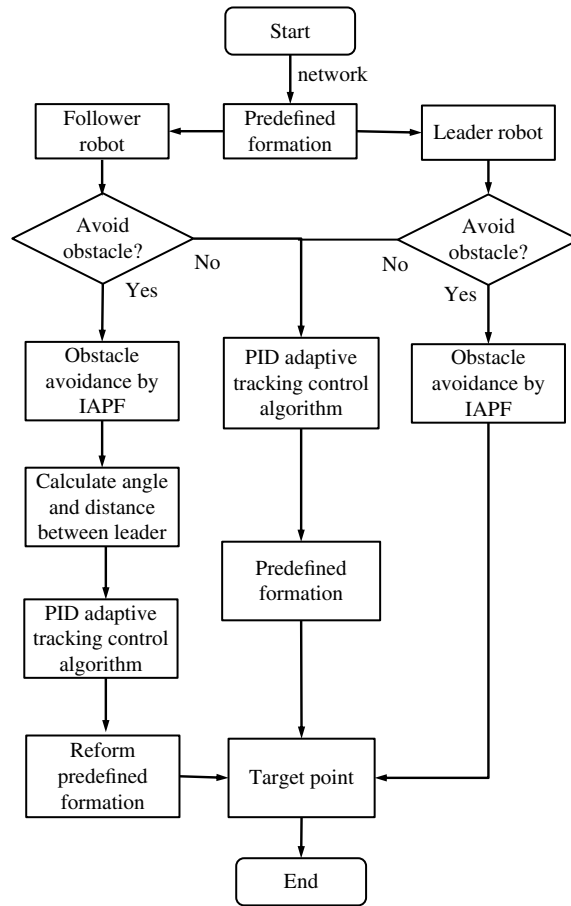 Start
network
Follower
robot
Predefined
formation
Leader robot
Avoid
obstacle?
Avoid
obstacle?
No
No
Yes
Yes
Obstacle
avoidance by
IAPF
PID adaptive
tracking control
algorithm
Obstacle
avoidance by
IAPF
Calculate angle
and distance
between leader
Predefined
formation
PID adaptive
tracking control
algorithm
Reform
predefined
formation
Target point
End